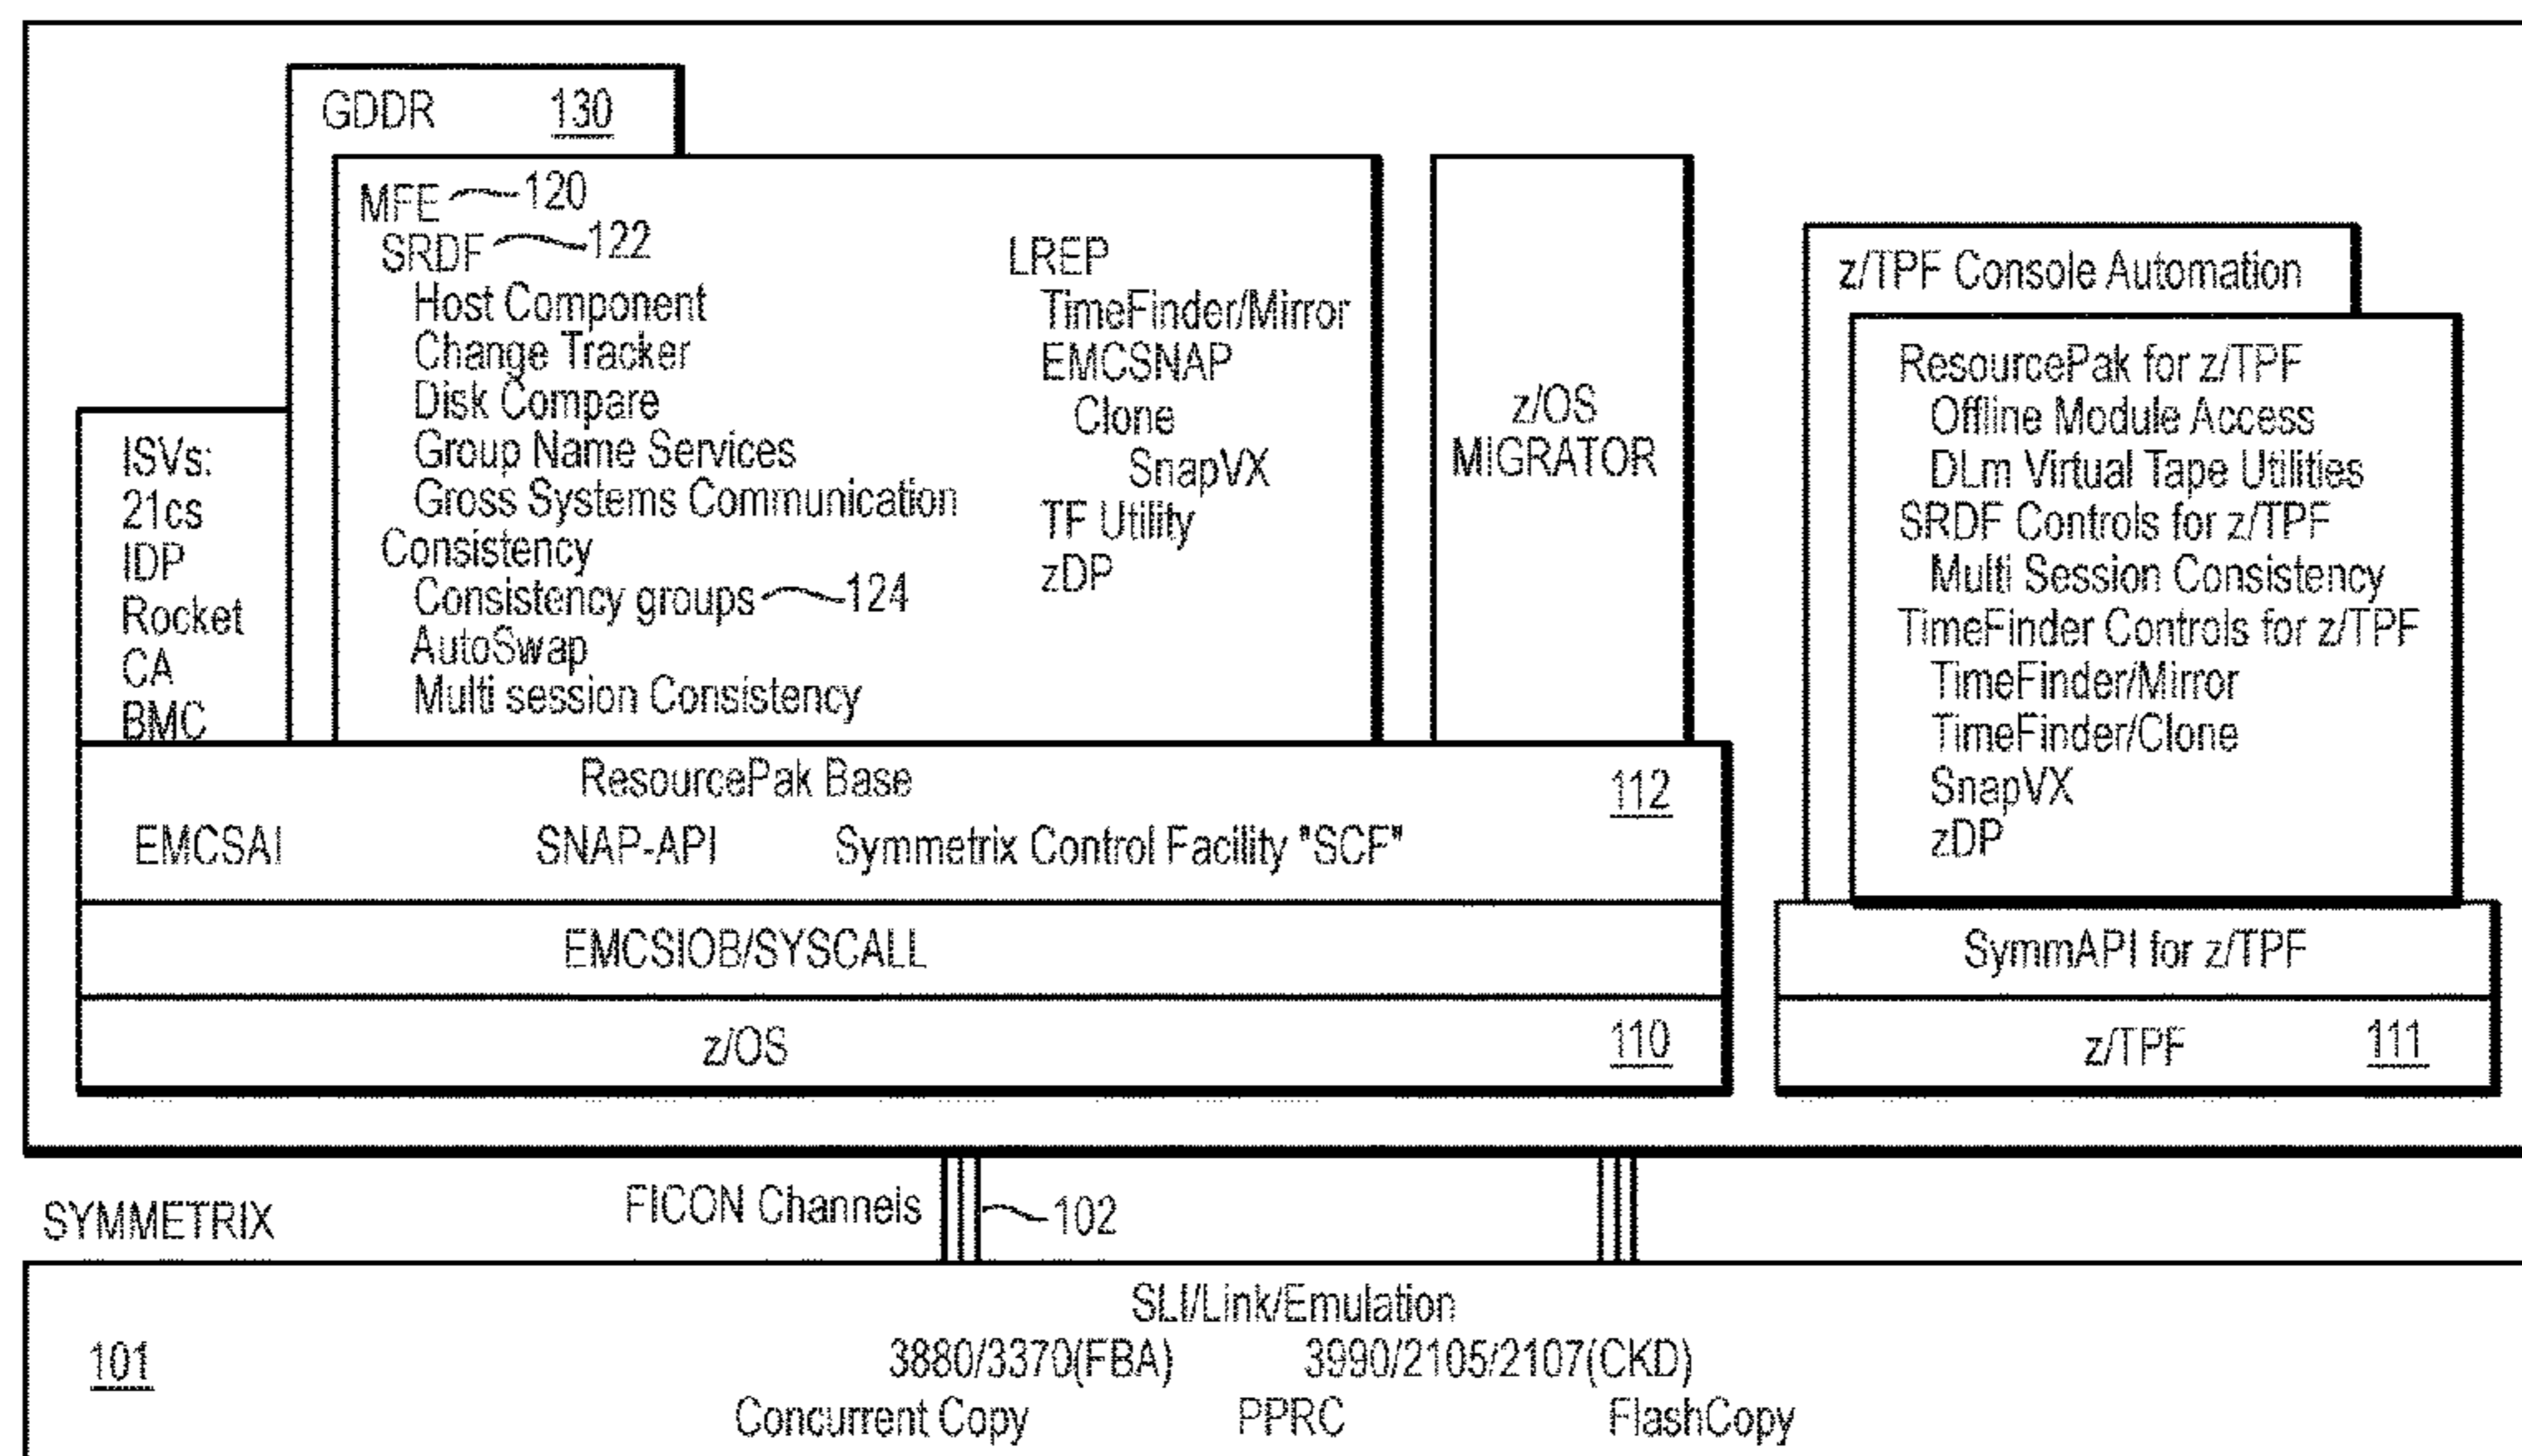 GDDR 130
MFE 120
SRDF 122
Host Component
Change Tracker
Disk Compare
Group Name Services
Gross Systems Communication
Consistency
Consistency groups 124
AutoSwap
Multi session Consistency
LREP
TimeFinder/Mirror
EMCSNAP
Clone
SnapVX
TF Utility
zDP
z/OS
MIGRATOR
ISVs:
21cs
IDP
Rocket
CA
BMC
ResourcePak Base 112
EMCSAI SNAP-API Symmetrix Control Facility "SCF"
EMCSIOB/SYSCALL
z/OS 110
z/TPF Console Automation
ResourcePak for z/TPF
Offline Module Access
DLm Virtual Tape Utilities
SRDF Controls for z/TPF
Multi Session Consistency
TimeFinder Controls for z/TPF
TimeFinder/Mirror
TimeFinder/Clone
SnapVX
zDP
SymmAPI for z/TPF
z/TPF 111
SYMMETRIX FICON Channels 102
SLI/Link/Emulation
101 3880/3370(FBA) 3990/2105/2107(CKD)
Concurrent Copy PPRC FlashCopy